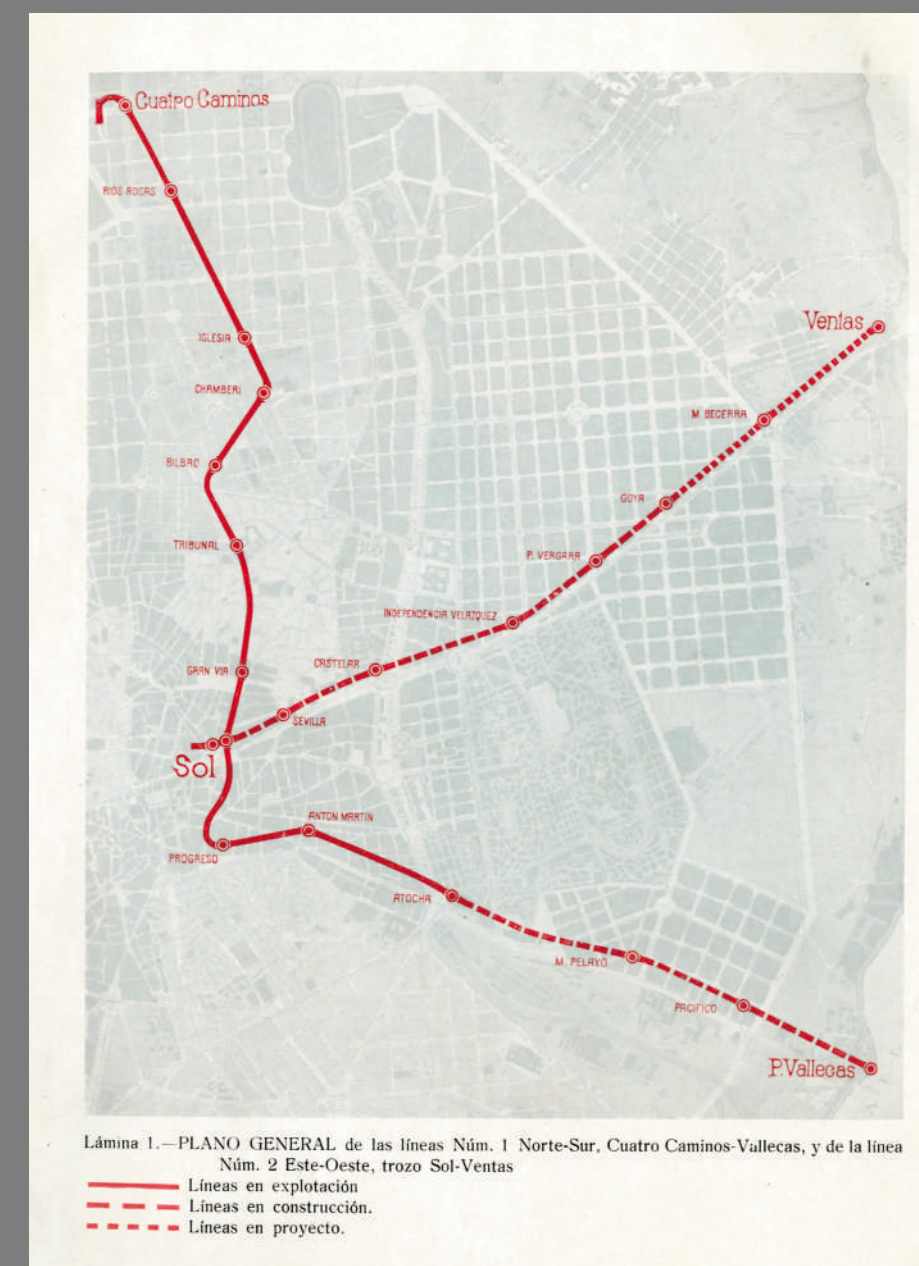 Cuatro Caminos
RIOS ROSAS
IGLESIA
CHAMBERI
BILBAO
TRIBUNAL
GRAN VIA
Sol
PROGRESO
ANTON MARTIN
ATOCHA
M. PELAYO
PACIFICO
P.Vallecas
SEVILLA
CASTELAR
INDEPENDENCIA VELAZQUEZ
P. VERGARA
GOYA
M. BECERRA
Ventas
Lámina 1.—PLANO GENERAL de las líneas Núm. 1 Norte-Sur, Cuatro Caminos-Vallecas, y de la línea
Núm. 2 Este-Oeste, trozo Sol-Ventas
Líneas en explotación
Líneas en construcción.
Líneas en proyecto.